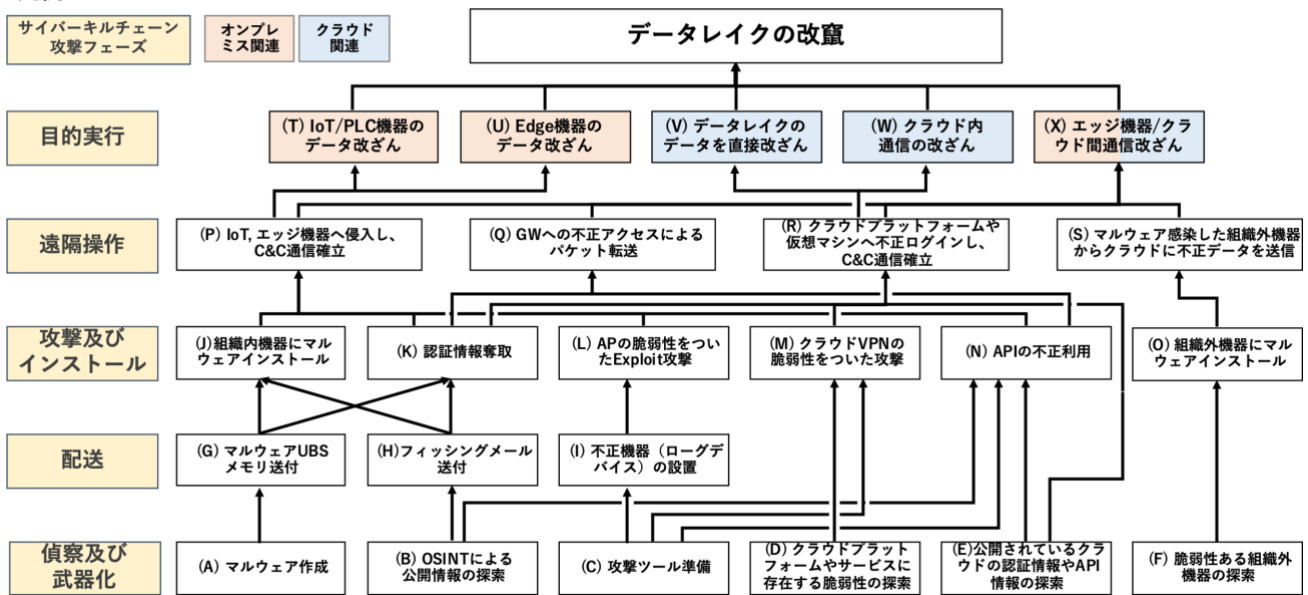 サイバーキルチェーン
攻撃フェーズ
オンプレ
ミス関連
クラウド
関連
データレイクの改竄
目的実行
(T) IoT/PLC機器の
データ改ざん
(U) Edge機器の
データ改ざん
(V) データレイクの
データを直接改ざん
(W) クラウド内
通信の改ざん
(X) エッジ機器/クラ
ウド間通信改ざん
遠隔操作
(P) IoT, エッジ機器へ侵入し、
C&C通信確立
(Q) GWへの不正アクセスによる
パケット転送
(R) クラウドプラットフォームや
仮想マシンへ不正ログインし、
C&C通信確立
(S) マルウェア感染した組織外機器
からクラウドに不正データを送信
攻撃及び
インストール
(J)組織内機器にマル
ウェアインストール
(K) 認証情報奪取
(L) APの脆弱性をつい
たExploit攻撃
(M) クラウドVPNの
脆弱性をついた攻撃
(N) APIの不正利用
(O) 組織外機器にマル
ウェアインストール
配送
(G) マルウェアUBS
メモリ送付
(H)フィッシングメール
送付
(I) 不正機器（ローグデ
バイス）の設置
偵察及び
武器化
(A) マルウェア作成
(B) OSINTによる
公開情報の探索
(C) 攻撃ツール準備
(D) クラウドプラット
フォームやサービスに
存在する脆弱性の探索
(E)公開されているクラ
ウドの認証情報やAPI
情報の探索
(F) 脆弱性ある組織外
機器の探索